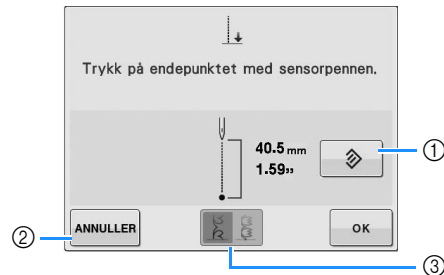 Trykk på endepunktet med sensorpennen.
40.5 mm
1.59"
①
②
ANNULLER
OK
③